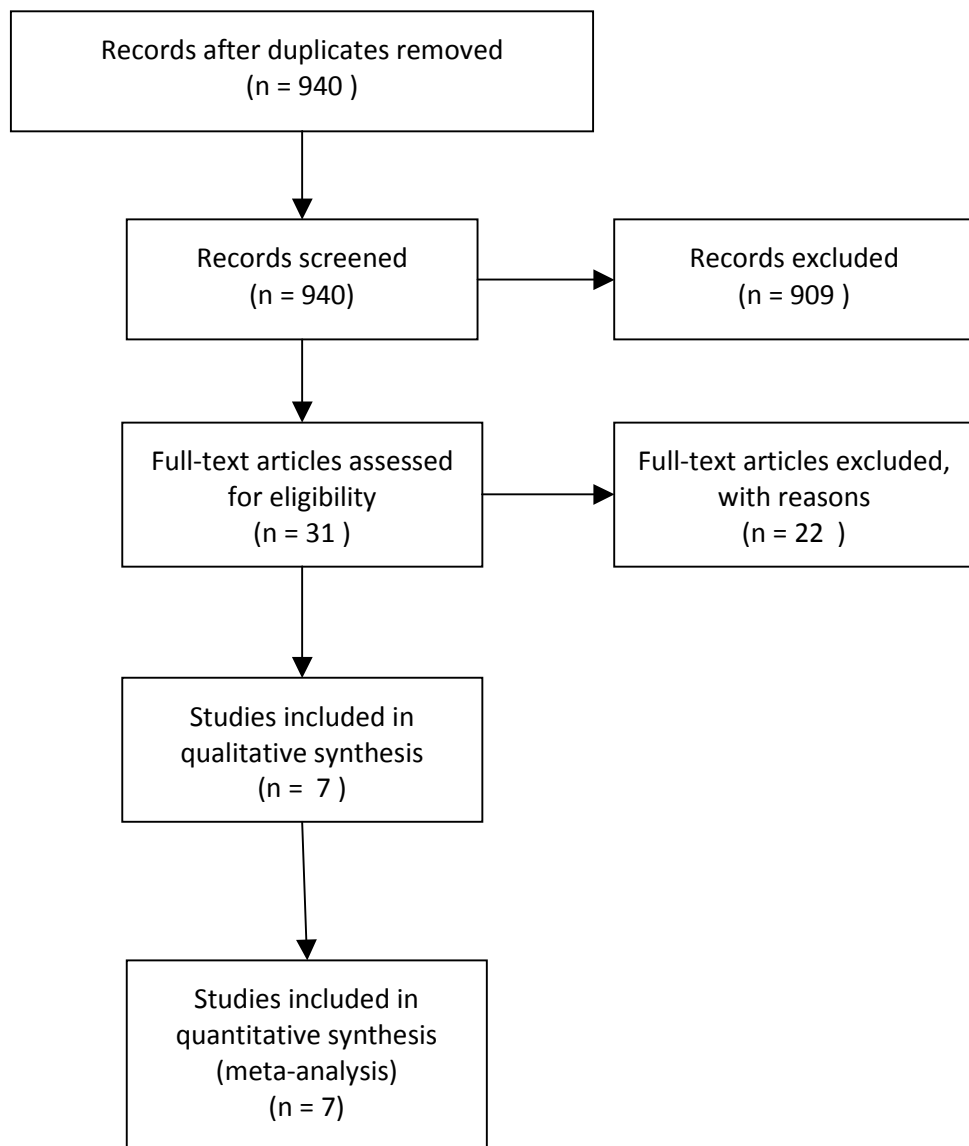 Records after duplicates removed
(n = 940 )
Records screened
(n = 940)
Records excluded
(n = 909 )
Full-text articles assessed
for eligibility
(n = 31 )
Full-text articles excluded,
with reasons
(n = 22  )
Studies included in
qualitative synthesis
(n =  7 )
Studies included in
quantitative synthesis
(meta-analysis)
(n = 7)